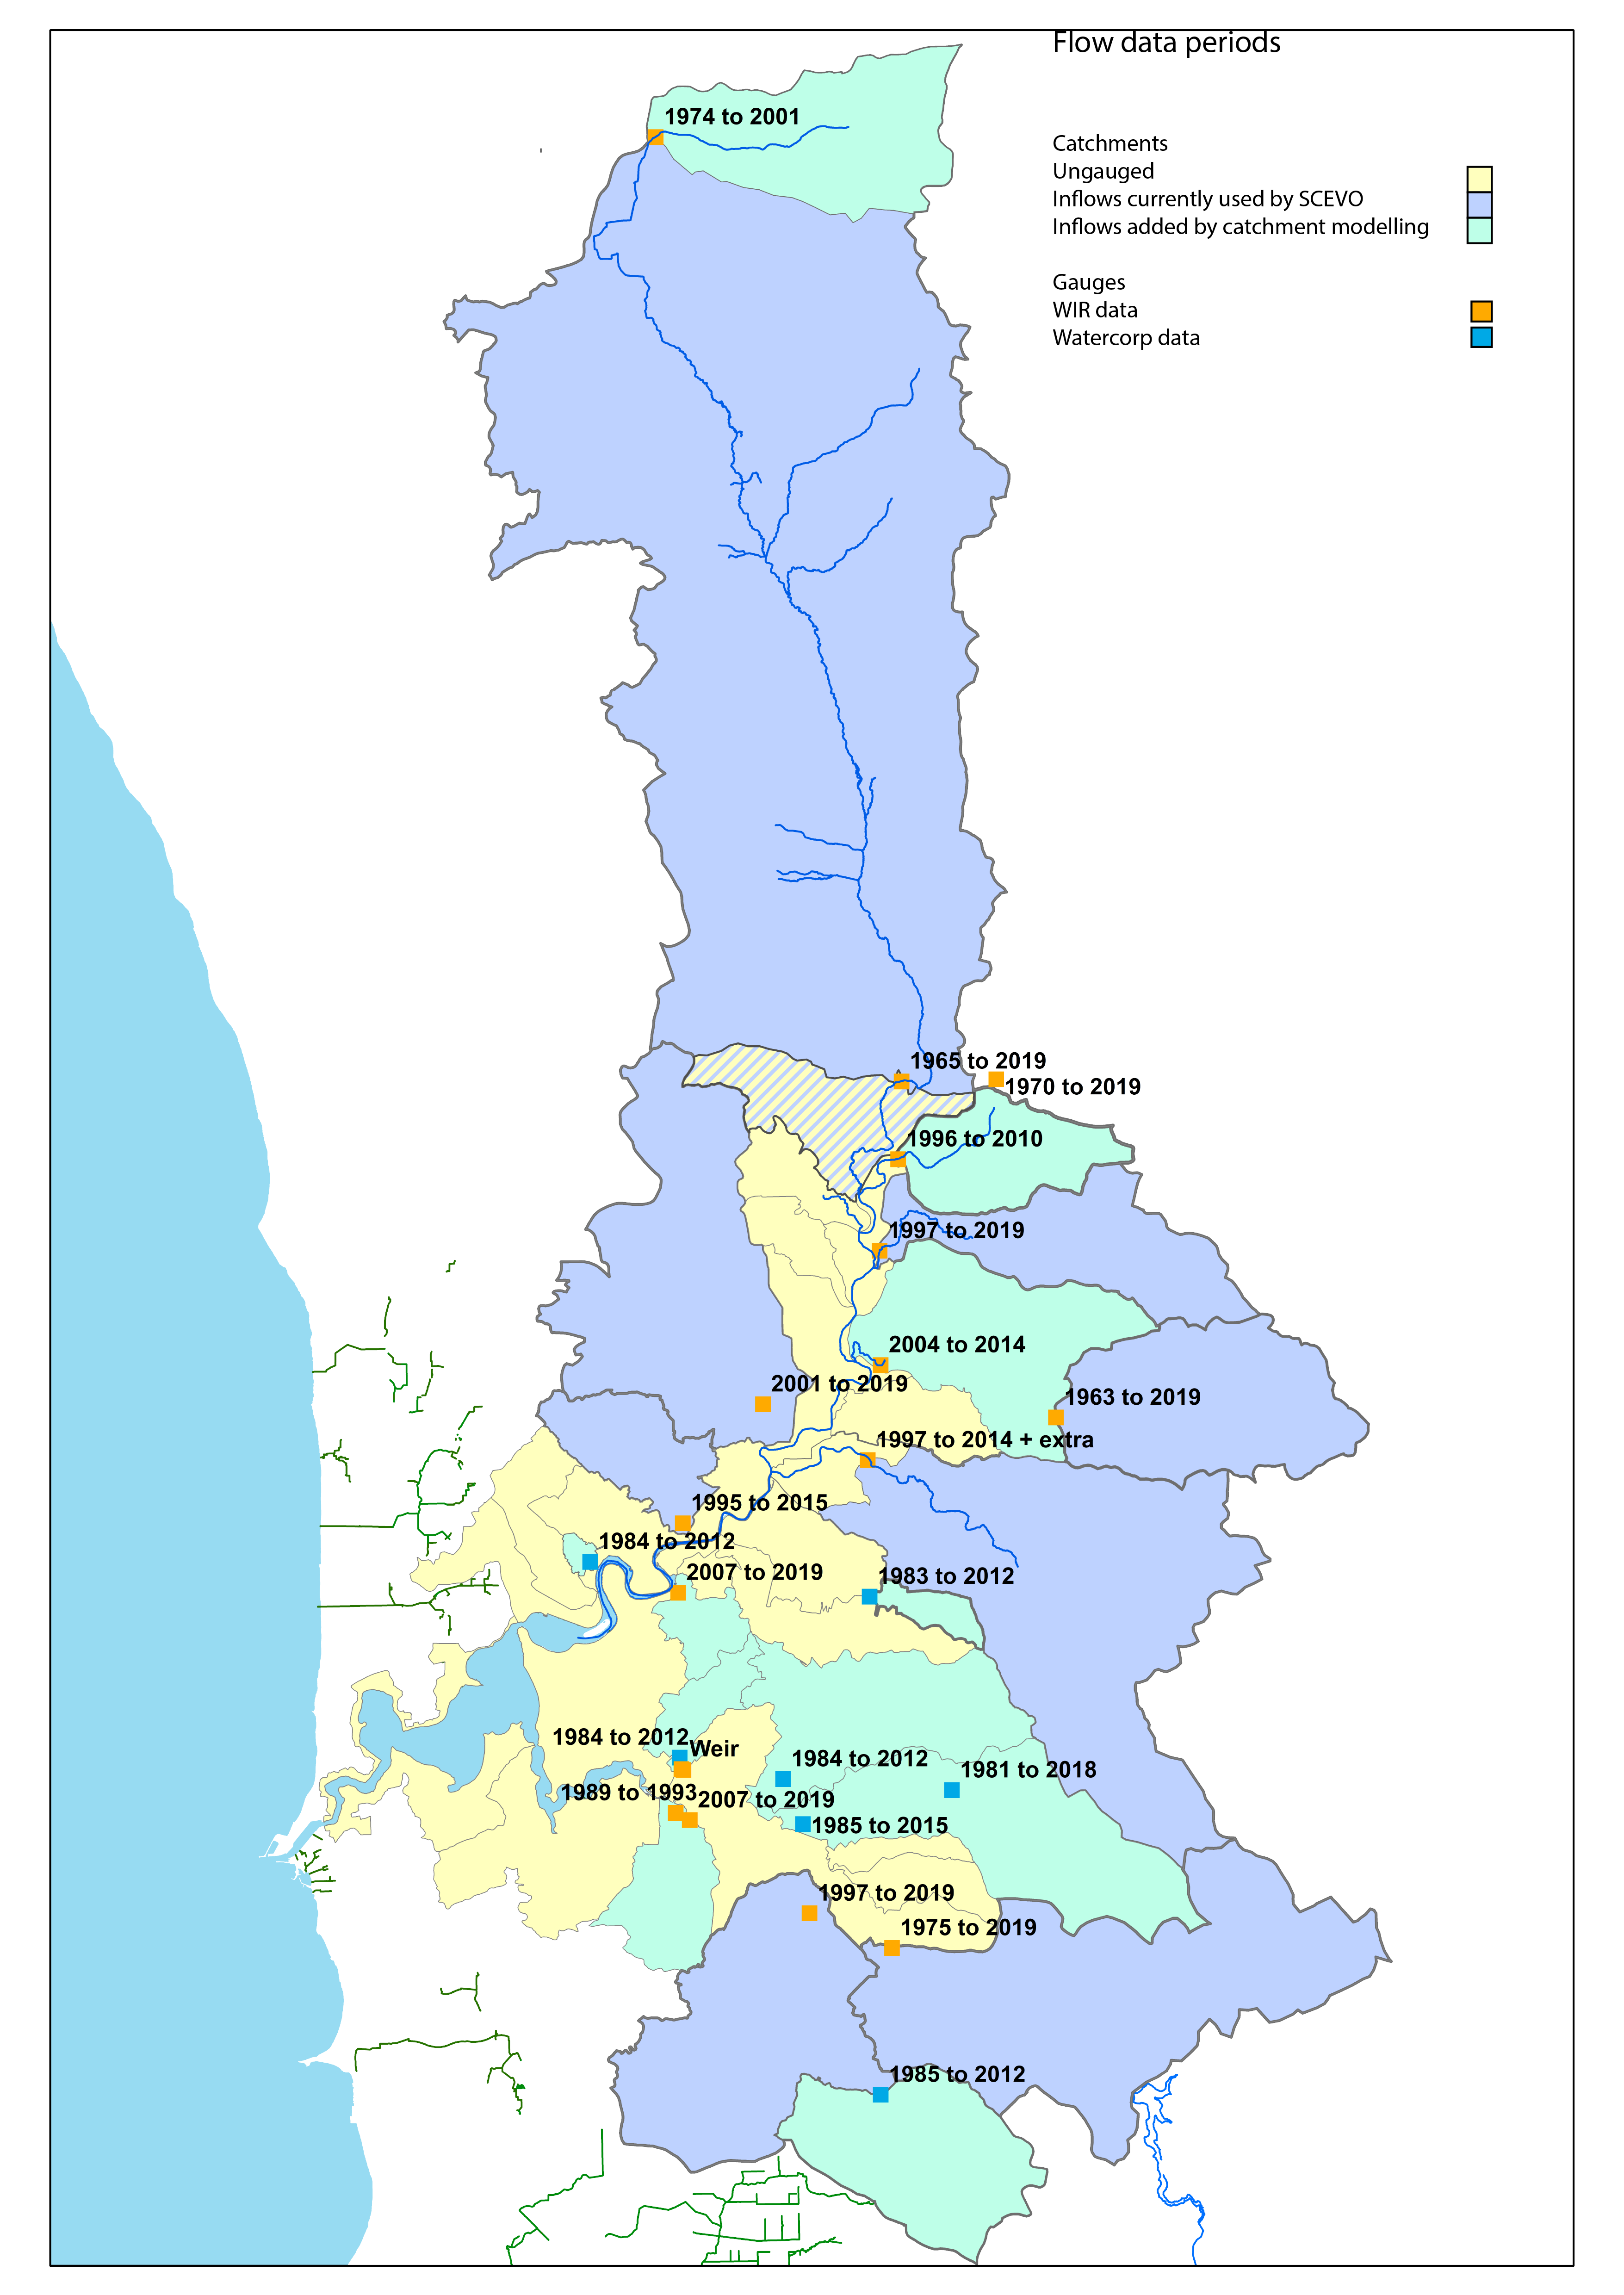 Flow data periods
Catchments
Ungauged
Inflows currently used by SCEVO
Inflows added by catchment modelling
Gauges
WIR data
Watercorp data
1974 to 2001
1965 to 2019
1970 to 2019
1996 to 2010
1997 to 2019
2004 to 2014
2001 to 2019
1963 to 2019
1997 to 2014 + extra
1995 to 2015
1984 to 2012
2007 to 2019
1983 to 2012
1984 to 2012
Weir
1984 to 2012
1981 to 2018
1989 to 1993
2007 to 2019
1985 to 2015
1997 to 2019
1975 to 2019
1985 to 2012